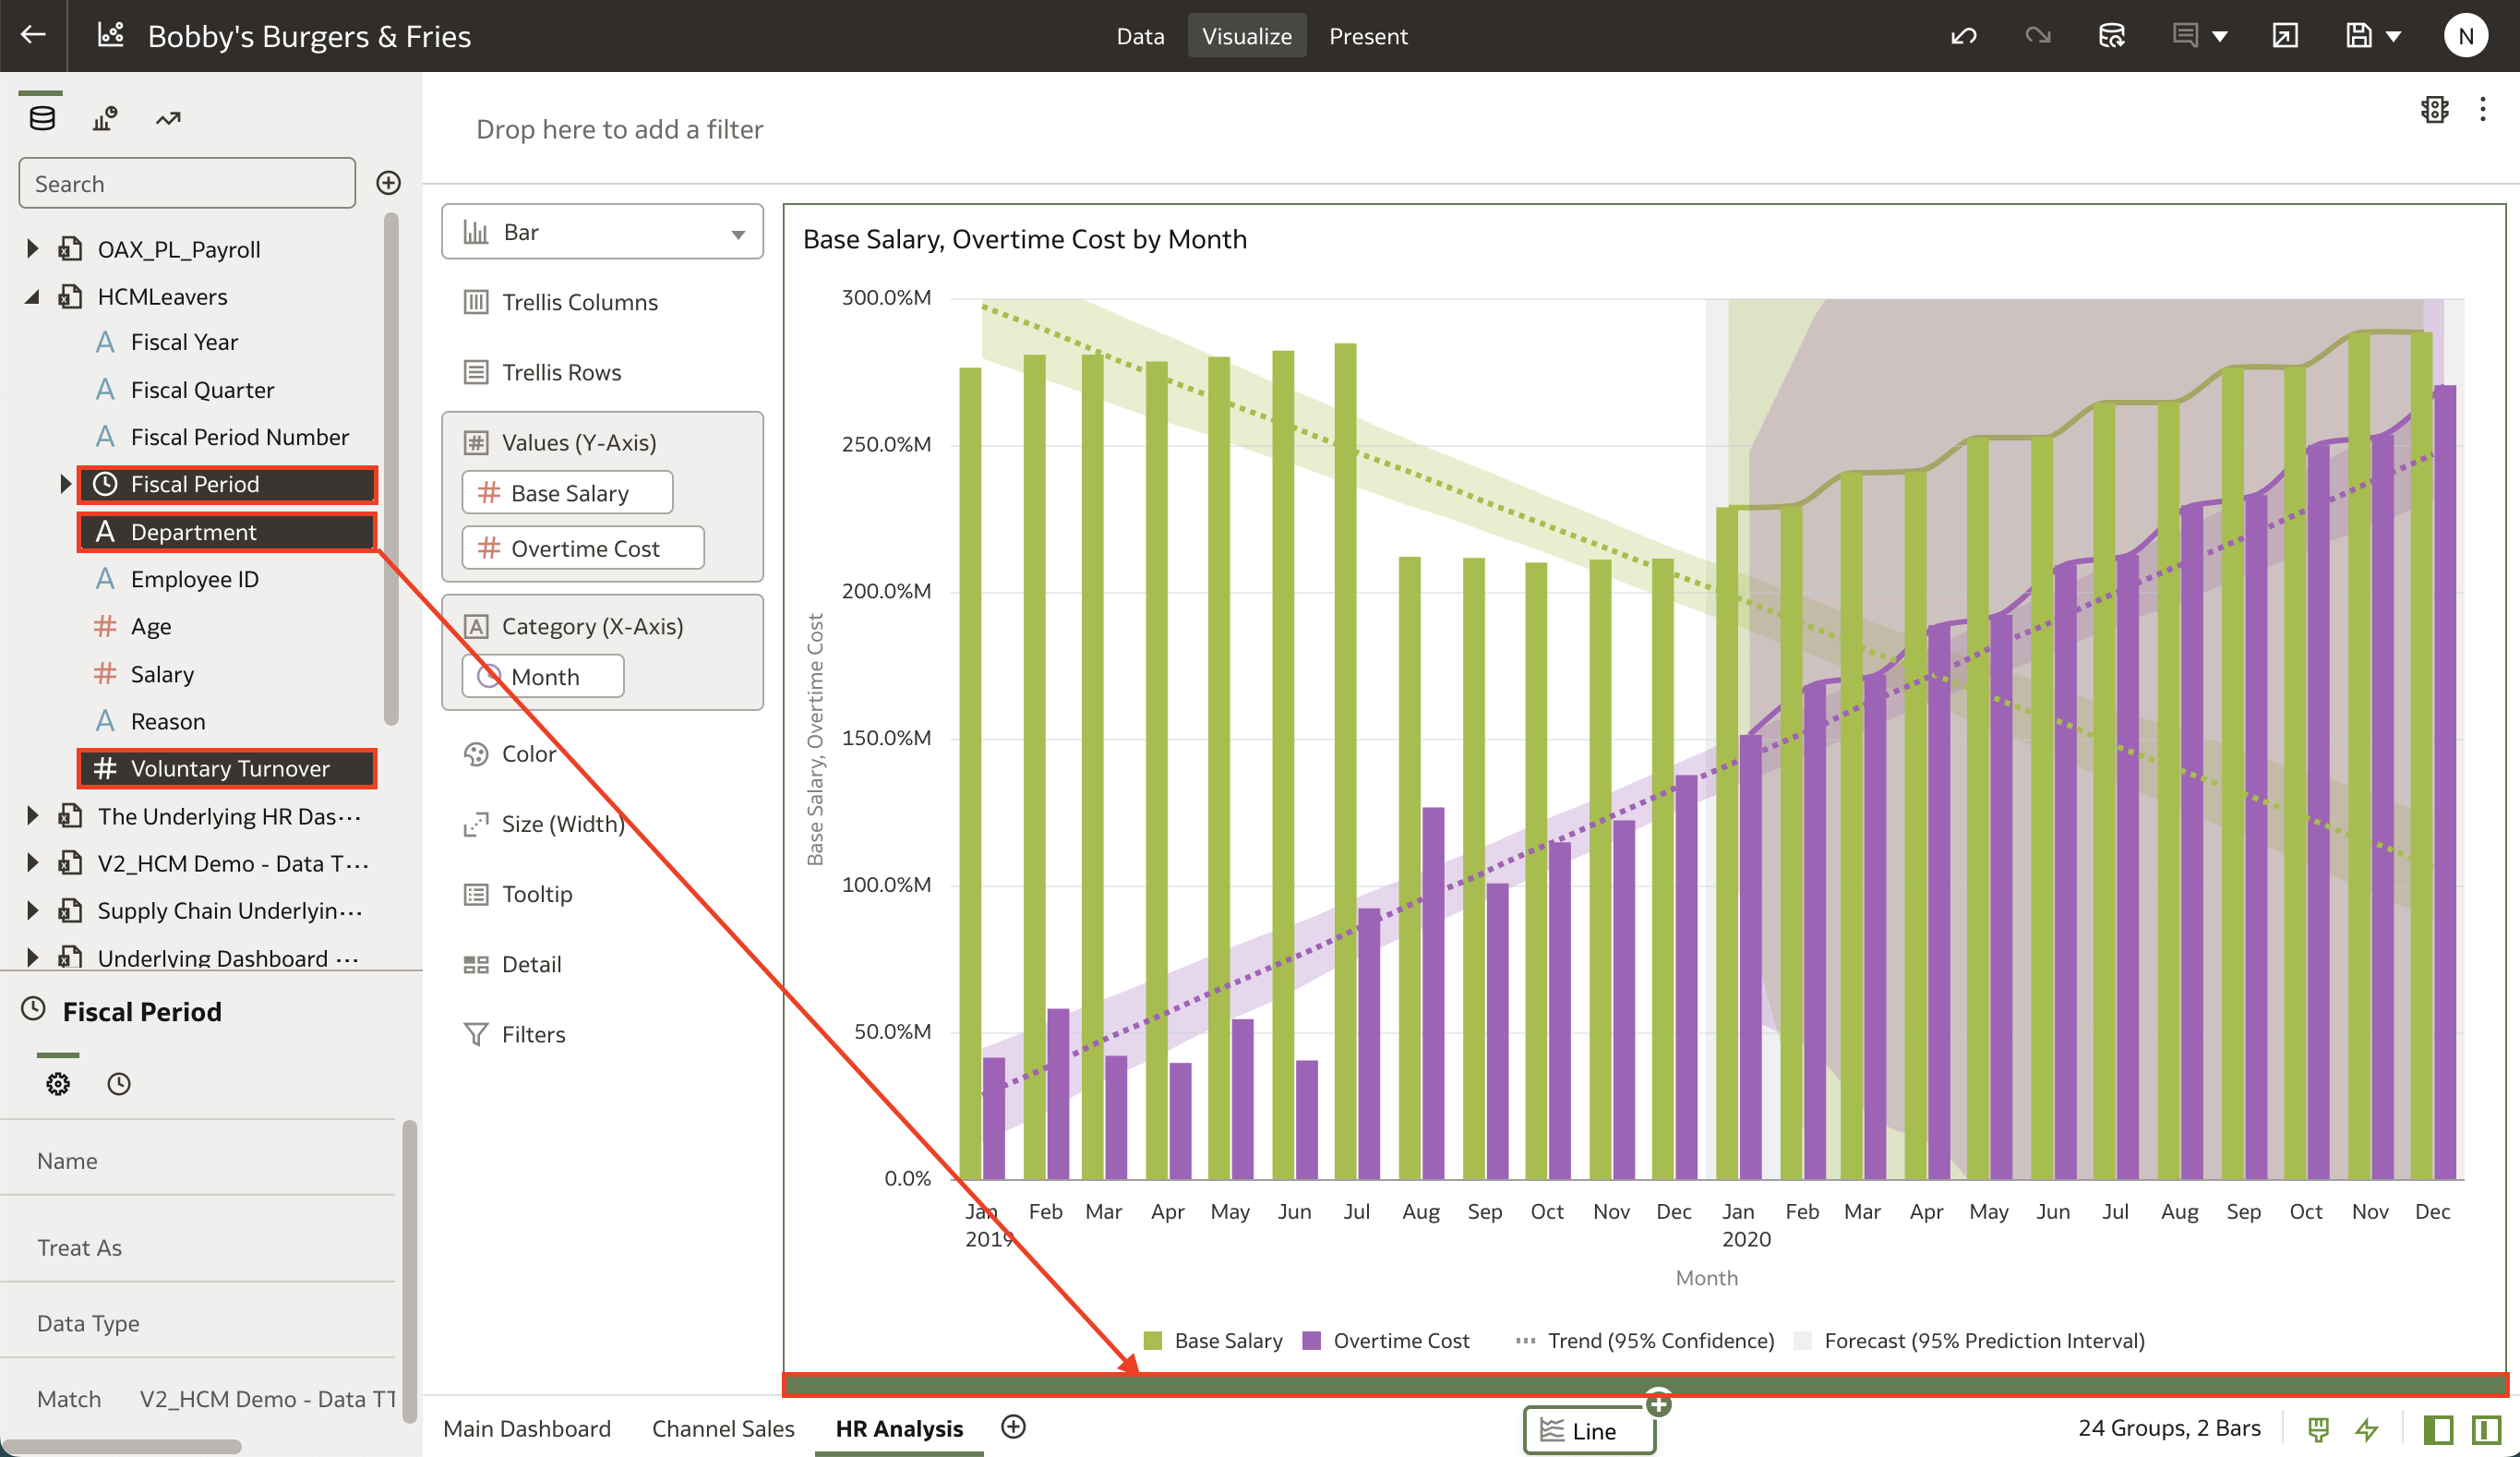 Bobby's Burgers & Fries
Data
Visualize
Present
N
Search
Drop here to add a filter
OAX_PL_Payroll
HCMLeavers
Fiscal Year
Fiscal Quarter
Fiscal Period Number
Fiscal Period
Department
Employee ID
Age
Salary
Reason
Voluntary Turnover
The Underlying HR Das...
V2_HCM Demo - Data T...
Supply Chain Underlyin...
Underlying Dashboard ...
Fiscal Period
Name
Treat As
Data Type
Match V2_HCM Demo - Data TT
Bar
Trellis Columns
Trellis Rows
Values (Y-Axis)
# Base Salary
# Overtime Cost
Category (X-Axis)
Month
Color
Size (Width)
Tooltip
Detail
Filters
Base Salary, Overtime Cost by Month
300.0%M
250.0%M
200.0%M
150.0%M
100.0%M
50.0%M
0.0%
Base Salary, Overtime Cost
Jan Feb Mar Apr May Jun Jul Aug Sep Oct Nov Dec Jan Feb Mar Apr May Jun Jul Aug Sep Oct Nov Dec
2019 2020
Month
Base Salary Overtime Cost Trend (95% Confidence) Forecast (95% Prediction Interval)
Main Dashboard
Channel Sales
HR Analysis
Line
24 Groups, 2 Bars